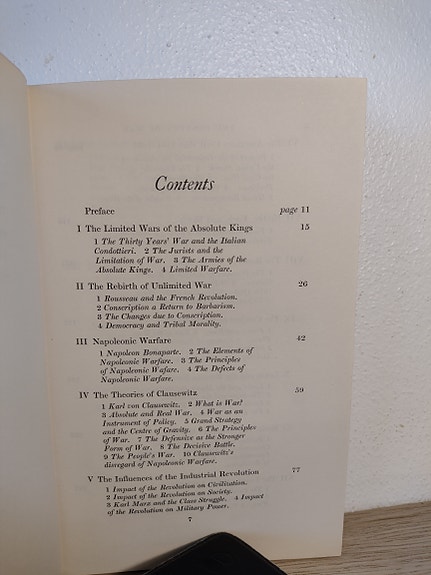 Contents
Preface page 11
I The Limited Wars of the Absolute Kings 15
1 The Thirty Years' War and the Italian
Condottieri. 2 The Jurists and the
Limitation of War. 3 The Armies of the
Absolute Kings. 4 Limited Warfare.
II The Rebirth of Unlimited War 26
1 Rousseau and the French Revolution.
2 Conscription a Return to Barbarism.
3 The Changes due to Conscription.
4 Democracy and Tribal Morality.
III Napoleonic Warfare 42
1 Napoleon Bonaparte. 2 The Elements of
Napoleonic Warfare. 3 The Principles
of Napoleonic Wafare. 4 The Defects of
Napoleonic Warfare.
IV The Theories of Clausewitz 59
1 Karl von Clausewitz. 2 What is War?
3 Absolute and Real War. 4 War as an
Instrument of Policy. 5 Grand Strategy
and the Centre of Gravity. 6 The Principles
of War. 7 The Defensive as the Stronger
Form of War. 8 The Decisive Battle.
9 The People's War. 10 Clausewitz's
disregard of Napoleonic Warfare.
V The Influences of the Industrial Revolution 77
1 Impact of the Revolution on Civilization.
2 Impact of the Revolution on Society.
3 Karl Marx and the Class Struggle. 4 Impact
of the Revolution on Military Power.
7